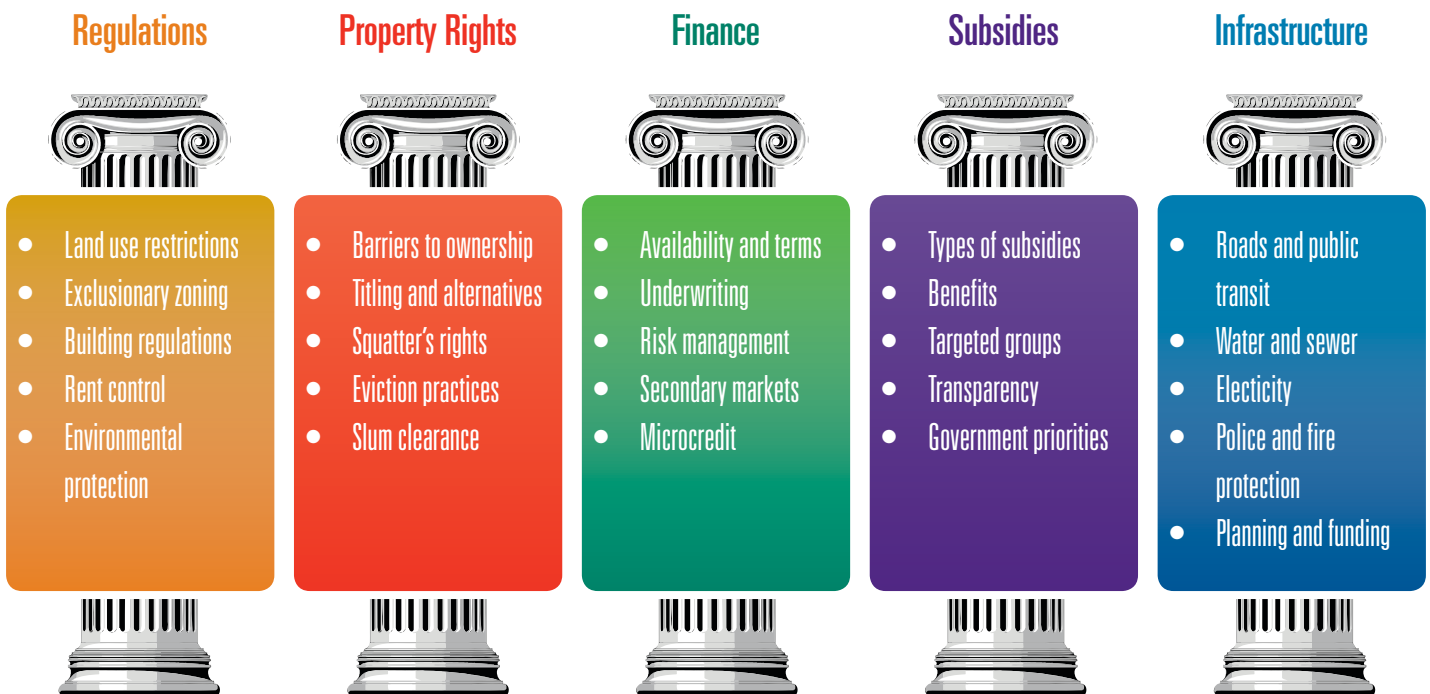 Regulations
Land use restrictions
Exclusionary zoning
Building regulations
Rent control
Environmental
protection
Property Rights
Barriers to ownership
Titling and alternatives
Squatter's rights
Eviction practices
Slum clearance
Finance
Availability and terms
Underwriting
Risk management
Secondary markets
Microcredit
Subsidies
Types of subsidies
Benefits
Targeted groups
Transparency
Government priorities
Infrastructure
Roads and public
transit
Water and sewer
Electicity
Police and fire
protection
Planning and funding